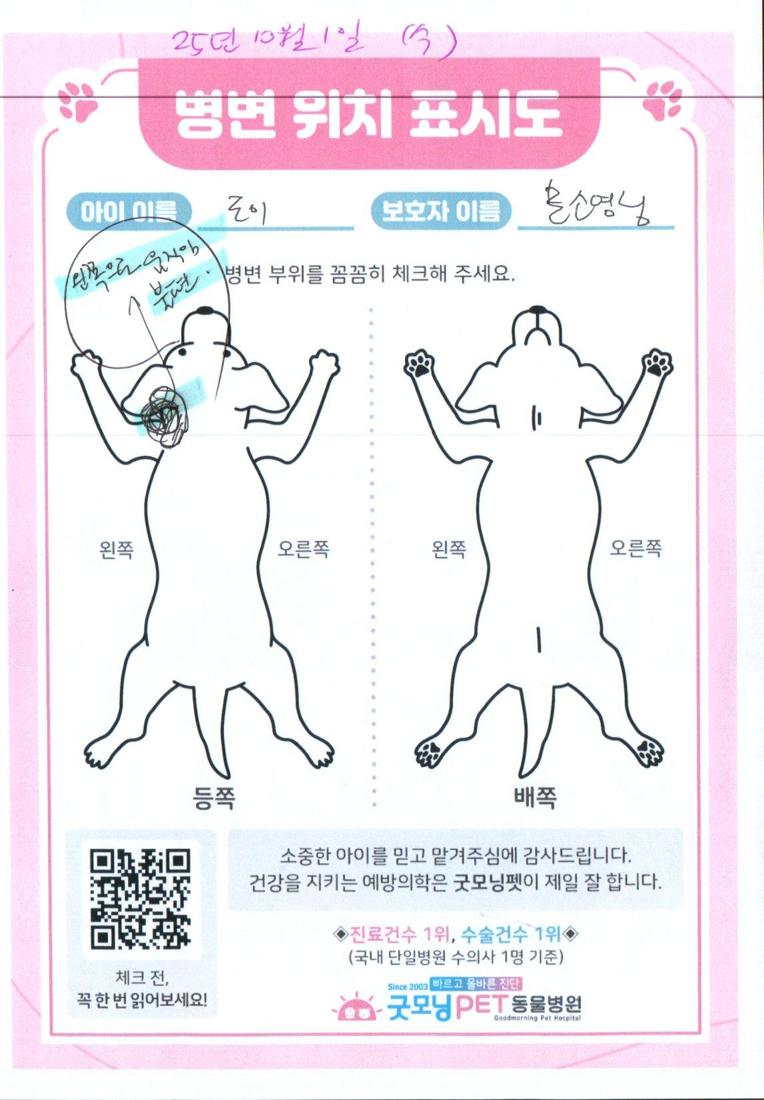 25년 10월 1일 (수)
병변 위치 표시도
아이 이름 도이 보호자 이름 윤소영님
왼쪽으로 움직임
불편.
병변 부위를 꼼꼼히 체크해 주세요.
왼쪽 오른쪽 왼쪽 오른쪽
등쪽 배쪽
소중한 아이를 믿고 맡겨주심에 감사드립니다.
건강을 지키는 예방의학은 굿모닝펫이 제일 잘 합니다.
◈진료건수 1위, 수술건수 1위◈
(국내 단일병원 수의사 1명 기준)
체크 전,
꼭 한 번 읽어보세요!
Since 2003 바르고 올바른 진단
굿모닝PET동물병원
Goodmorning Pet Hospital